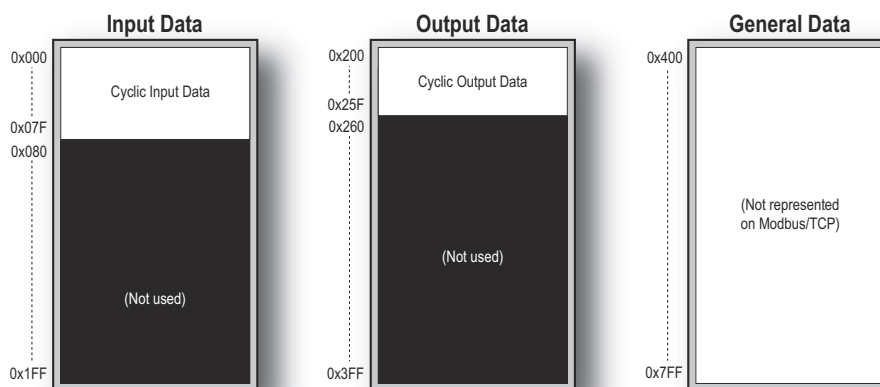 Input Data
0x000
Cyclic Input Data
0x07F
0x080
(Not used)
0x1FF
Output Data
0x200
Cyclic Output Data
0x25F
0x260
(Not used)
0x3FF
General Data
0x400
(Not represented
on Modbus/TCP)
0x7FF